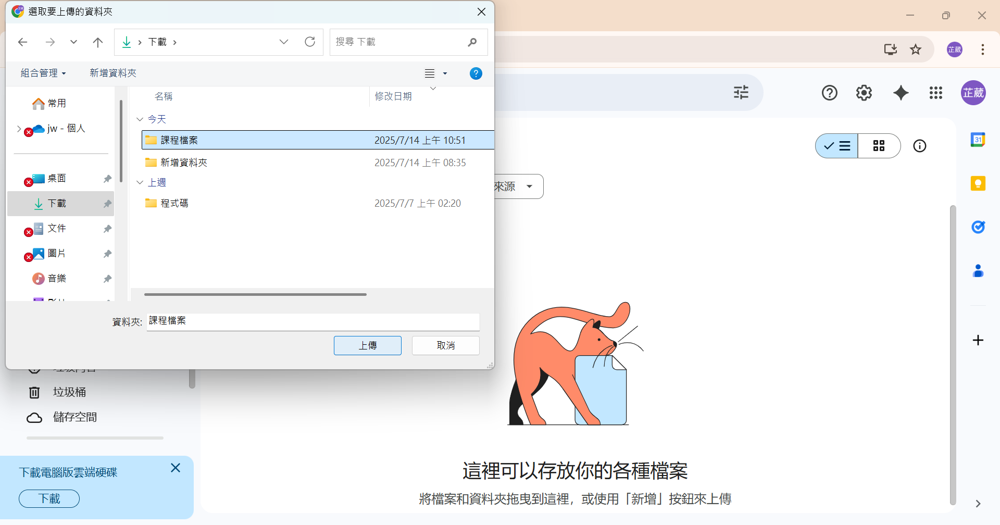 選取要上傳的資料夾
下載
搜尋 下載
組合管理
新增資料夾
常用
jw - 個人
桌面
下載
文件
圖片
音樂
名稱
修改日期
今天
課程檔案
2025/7/14 上午 10:51
新增資料夾
2025/7/14 上午 08:35
上週
程式碼
2025/7/7 上午 02:20
資料夾:
課程檔案
上傳
取消
芷葳
芷葳
31
來源
垃圾桶
儲存空間
下載電腦版雲端硬碟
下載
這裡可以存放你的各種檔案
將檔案和資料夾拖曳到這裡，或使用「新增」按鈕來上傳